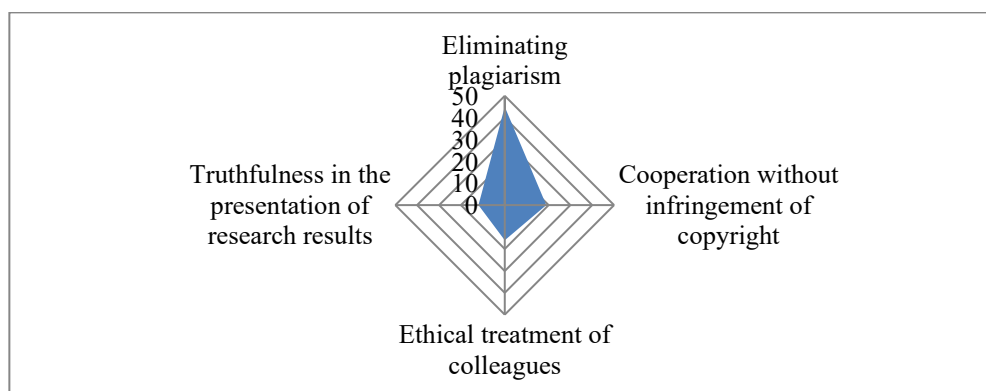 Eliminating
plagiarism
50
40
30
20
10
0
Truthfulness in the
presentation of
research results
Cooperation without
infringement of
copyright
Ethical treatment of
colleagues